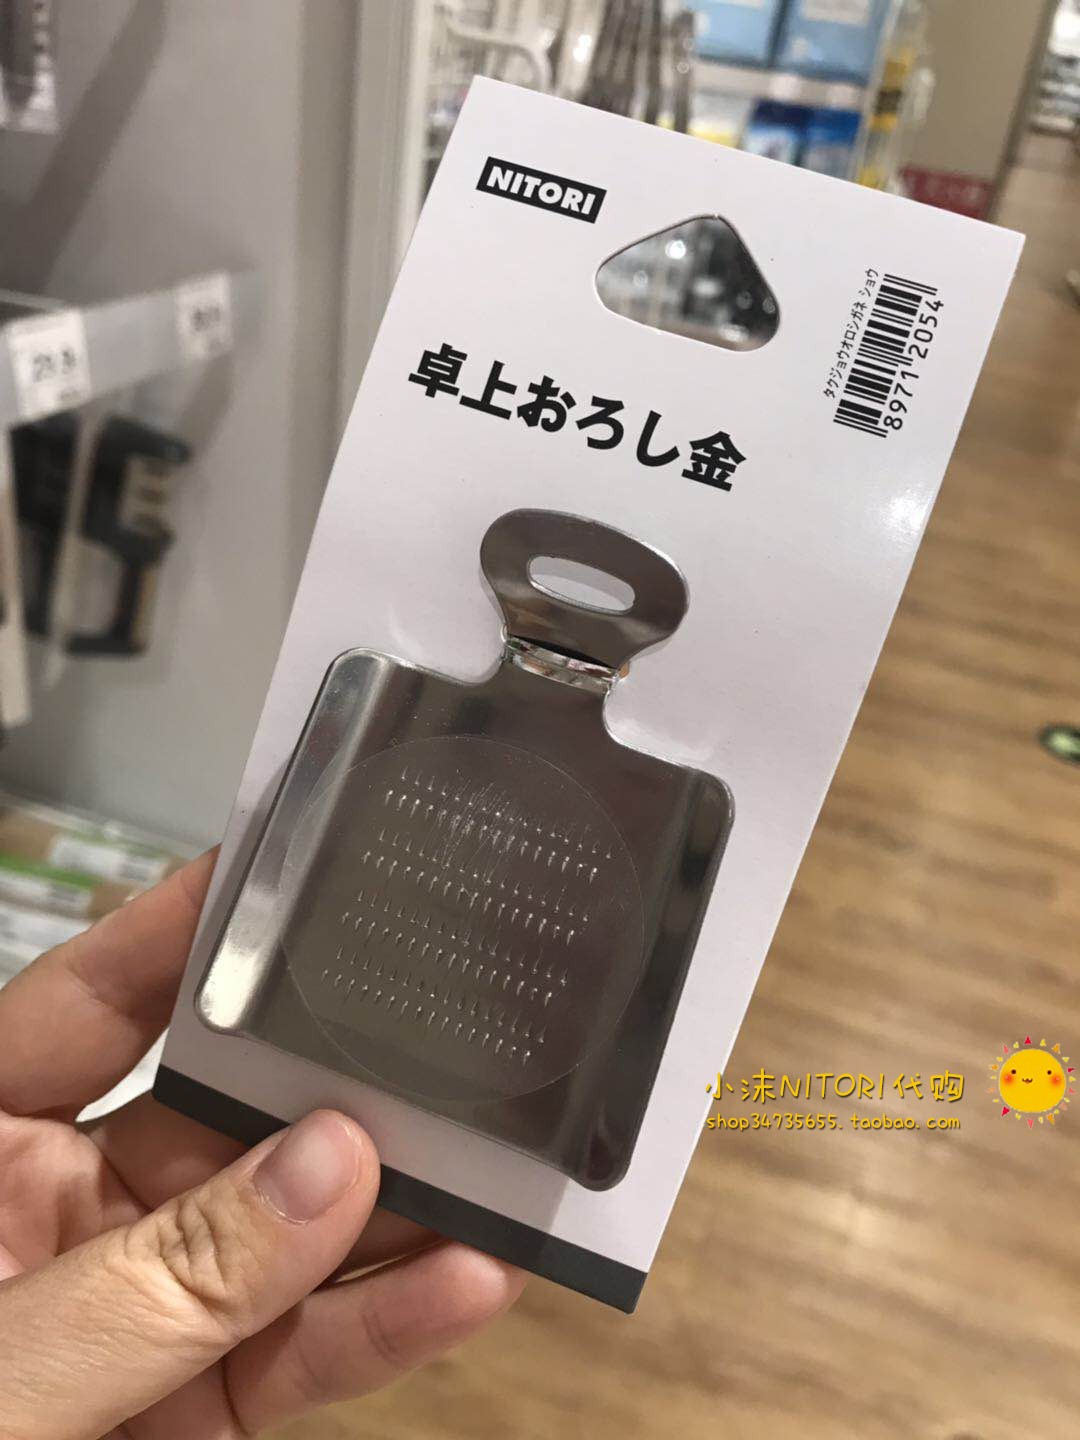 NITORI
卓上おろし金
タクジョウオロシガネ ショウ
8971 2054
小沫NITORI代购
shop34735655.taobao.com